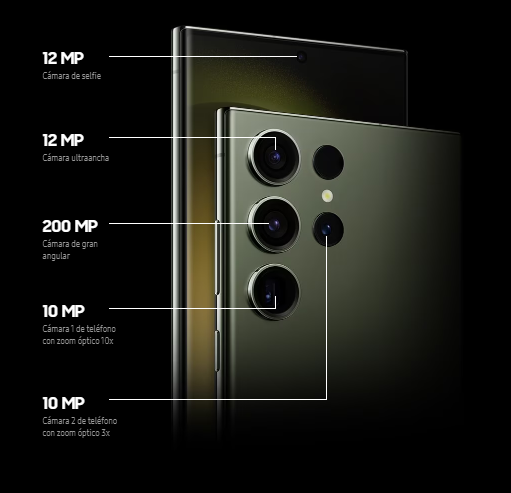 12 MP
Cámara de selfie
12 MP
Cámara ultraancha
200 MP
Cámara de gran
angular
10 MP
Cámara 1 de teléfono
con zoom óptico 10x
10 MP
Cámara 2 de teléfono
con zoom óptico 3x